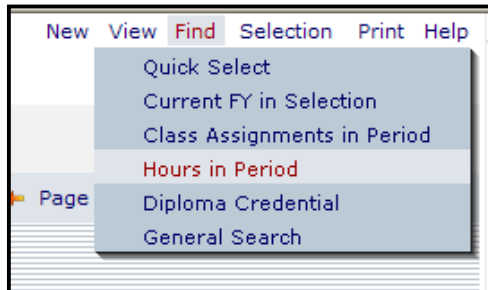 New View Find Selection Print Help
Quick Select
Current FY in Selection
Class Assignments in Period
Hours in Period
Page
Diploma Credential
General Search